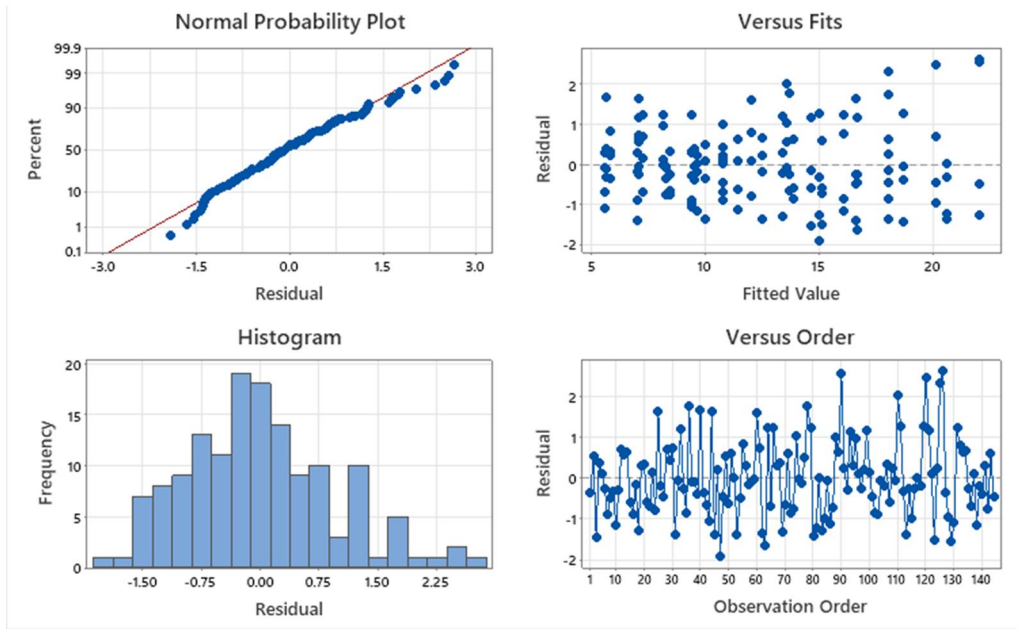 Normal Probability Plot
99.9
99
90
50
10
1
0.1
Percent
-3.0 -1.5 0.0 1.5 3.0
Residual
Versus Fits
2
1
0
-1
-2
Residual
5 10 15 20
Fitted Value
Histogram
20
15
10
5
0
Frequency
-1.50 -0.75 0.00 0.75 1.50 2.25
Residual
Versus Order
2
1
0
-1
-2
Residual
1 10 20 30 40 50 60 70 80 90 100 110 120 130 140
Observation Order